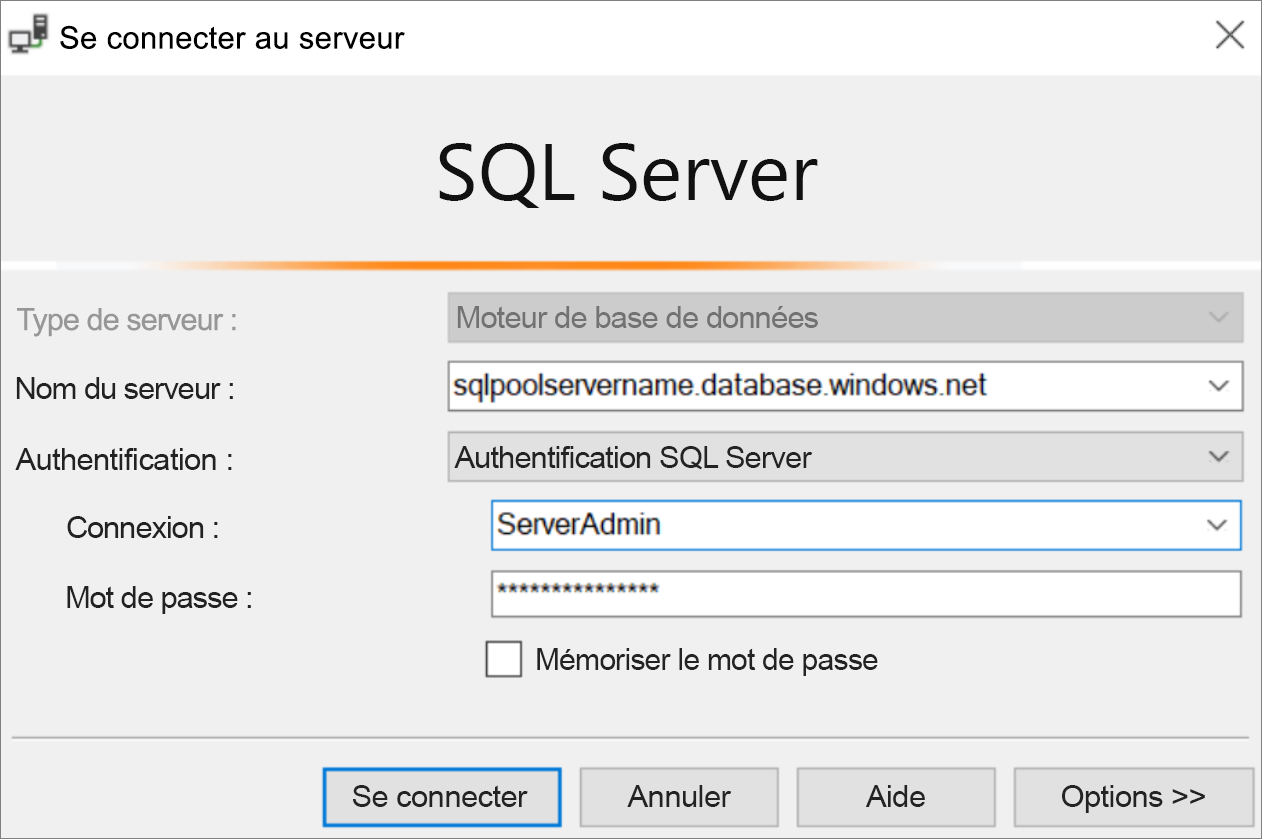 Se connecter au serveur
SQL Server
Type de serveur : Moteur de base de données
Nom du serveur : sqlpoolservername.database.windows.net
Authentification : Authentification SQL Server
Connexion : ServerAdmin
Mot de passe : ***************
Mémoriser le mot de passe
Se connecter Annuler Aide Options >>